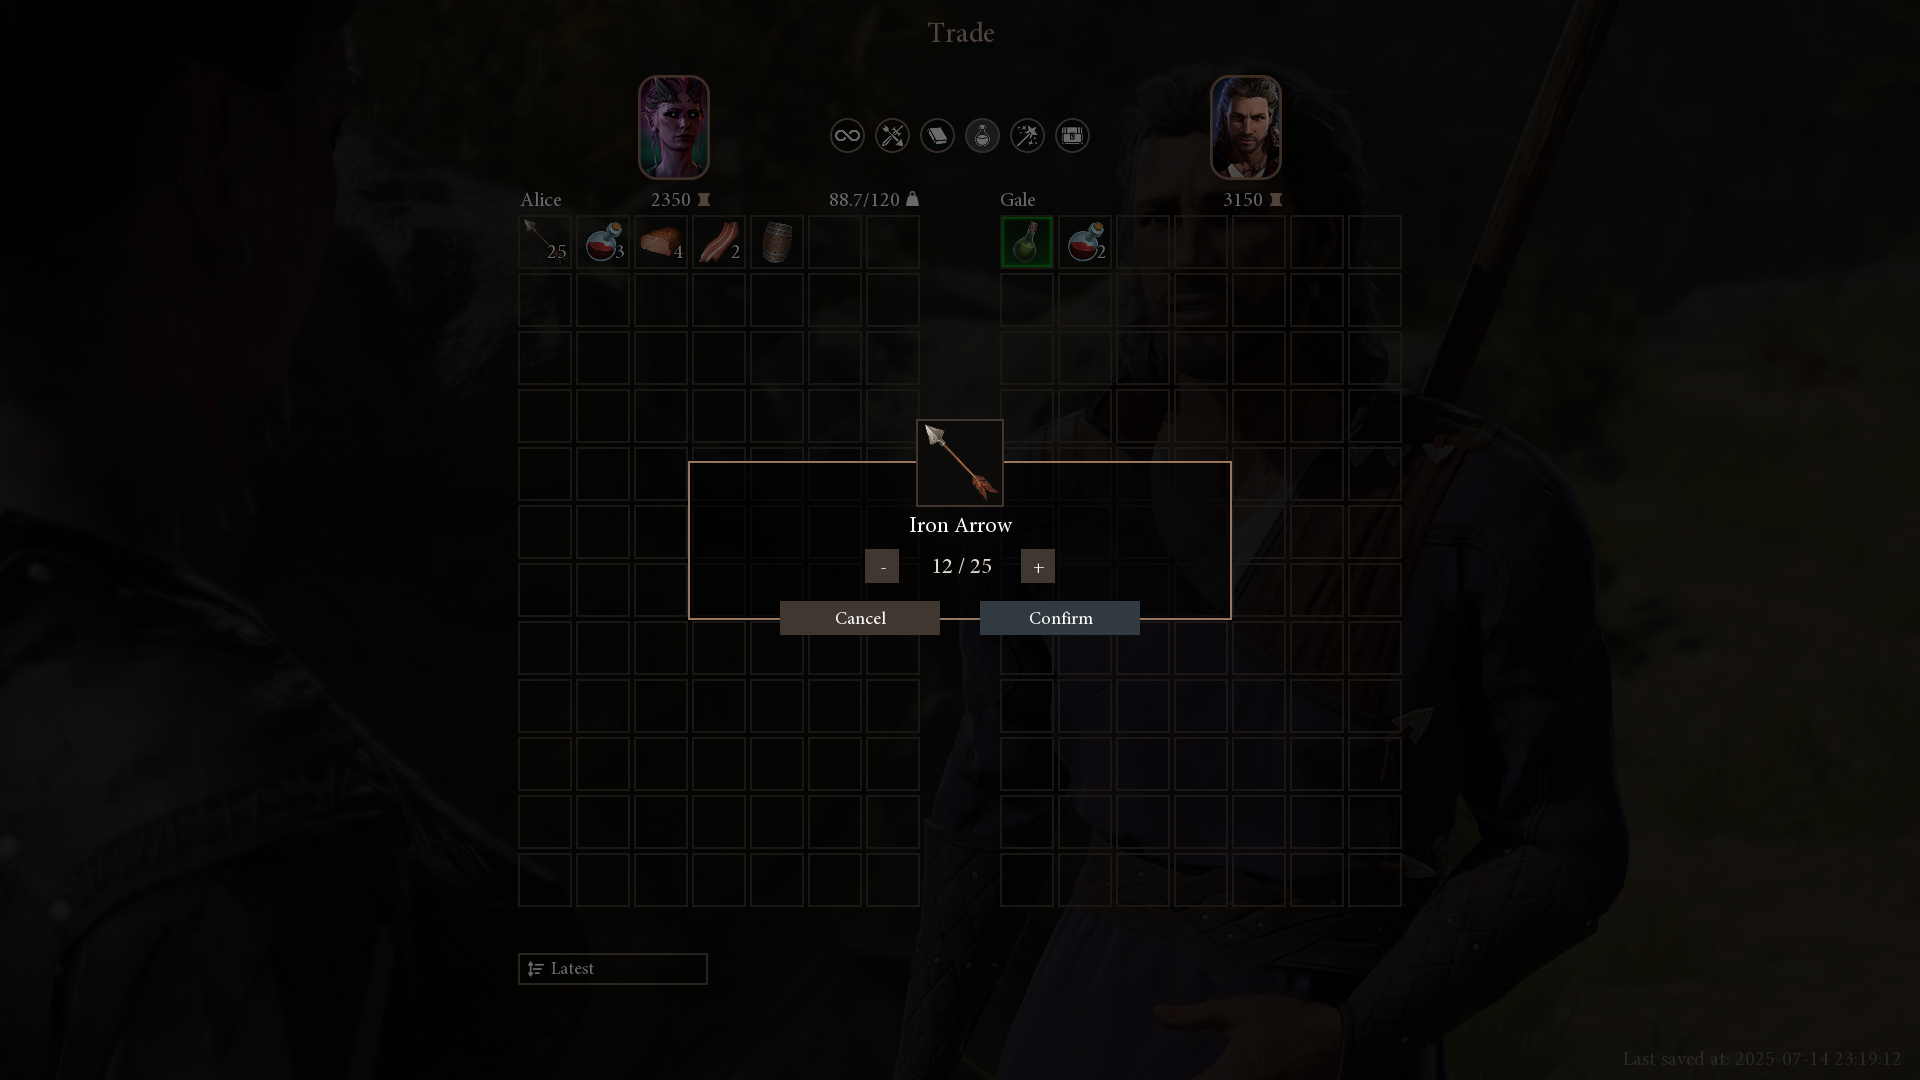 Trade
Alice 2350 88.7/120 Gale 3150
25 3 4 2 2
Iron Arrow
- 12 / 25 +
Cancel Confirm
Latest
Last saved at: 2025-07-14 23:19:12